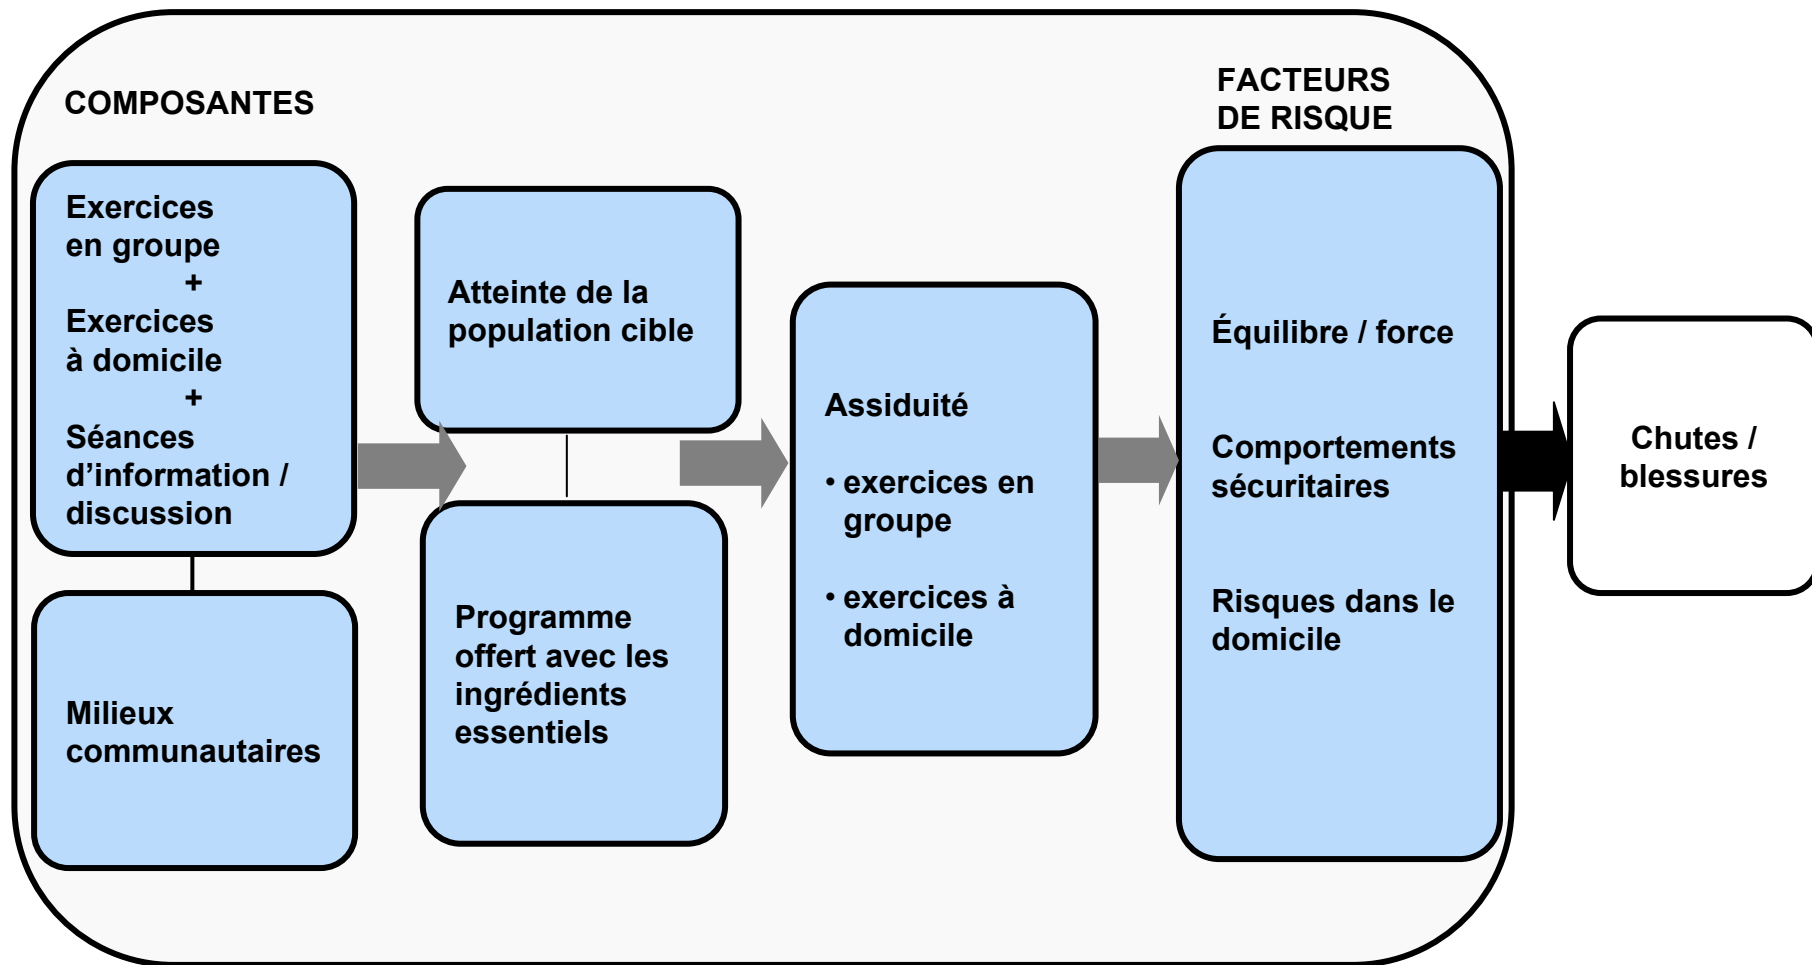 COMPOSANTES
Exercices
en groupe
+
Exercices
à domicile
+
Séances
d’information /
discussion
Milieux
communautaires
Atteinte de la
population cible
Programme
offert avec les
ingrédients
essentiels
Assiduité
• exercices en
groupe
• exercices à
domicile
FACTEURS
DE RISQUE
Équilibre / force
Comportements
sécuritaires
Risques dans le
domicile
Chutes /
blessures